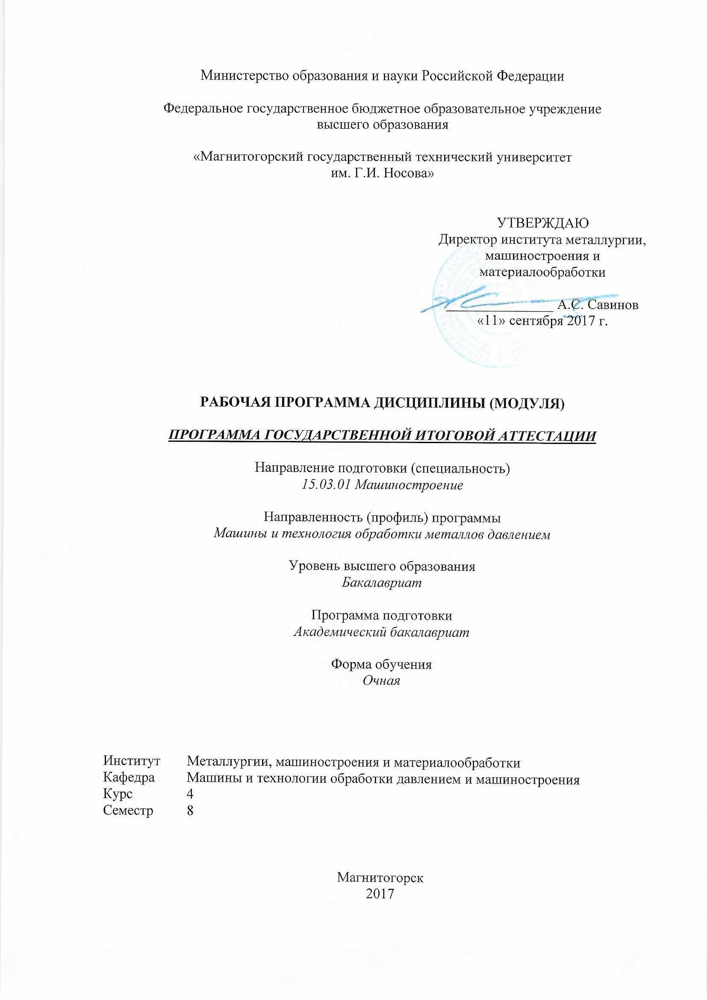 Министерство образования и науки Российской Федерации
Федеральное государственное бюджетное образовательное учреждение
высшего образования
«Магнитогорский государственный технический университет
им. Г.И. Носова»
УТВЕРЖДАЮ
Директор института металлургии,
машиностроения и
материалообработки
А.С. Савинов
«11» сентября 2017 г.
РАБОЧАЯ ПРОГРАММА ДИСЦИПЛИНЫ (МОДУЛЯ)
ПРОГРАММА ГОСУДАРСТВЕННОЙ ИТОГОВОЙ АТТЕСТАЦИИ
Направление подготовки (специальность)
15.03.01 Машиностроение
Направленность (профиль) программы
Машины и технология обработки металлов давлением
Уровень высшего образования
Бакалавриат
Программа подготовки
Академический бакалавриат
Форма обучения
Очная
Институт Металлургии, машиностроения и материалообработки
Кафедра Машины и технологии обработки давлением и машиностроения
Курс 4
Семестр 8
Магнитогорск
2017